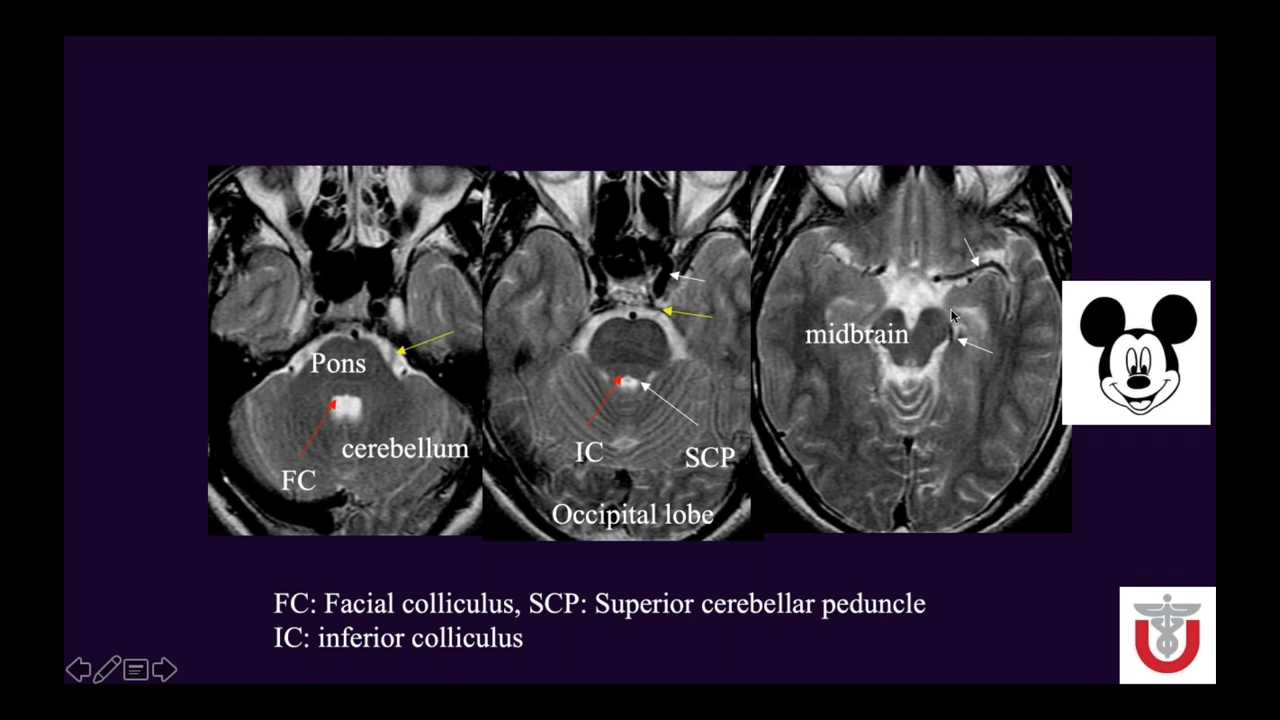 Pons
cerebellum
FC
IC
SCP
Occipital lobe
midbrain
FC: Facial colliculus, SCP: Superior cerebellar peduncle
IC: inferior colliculus